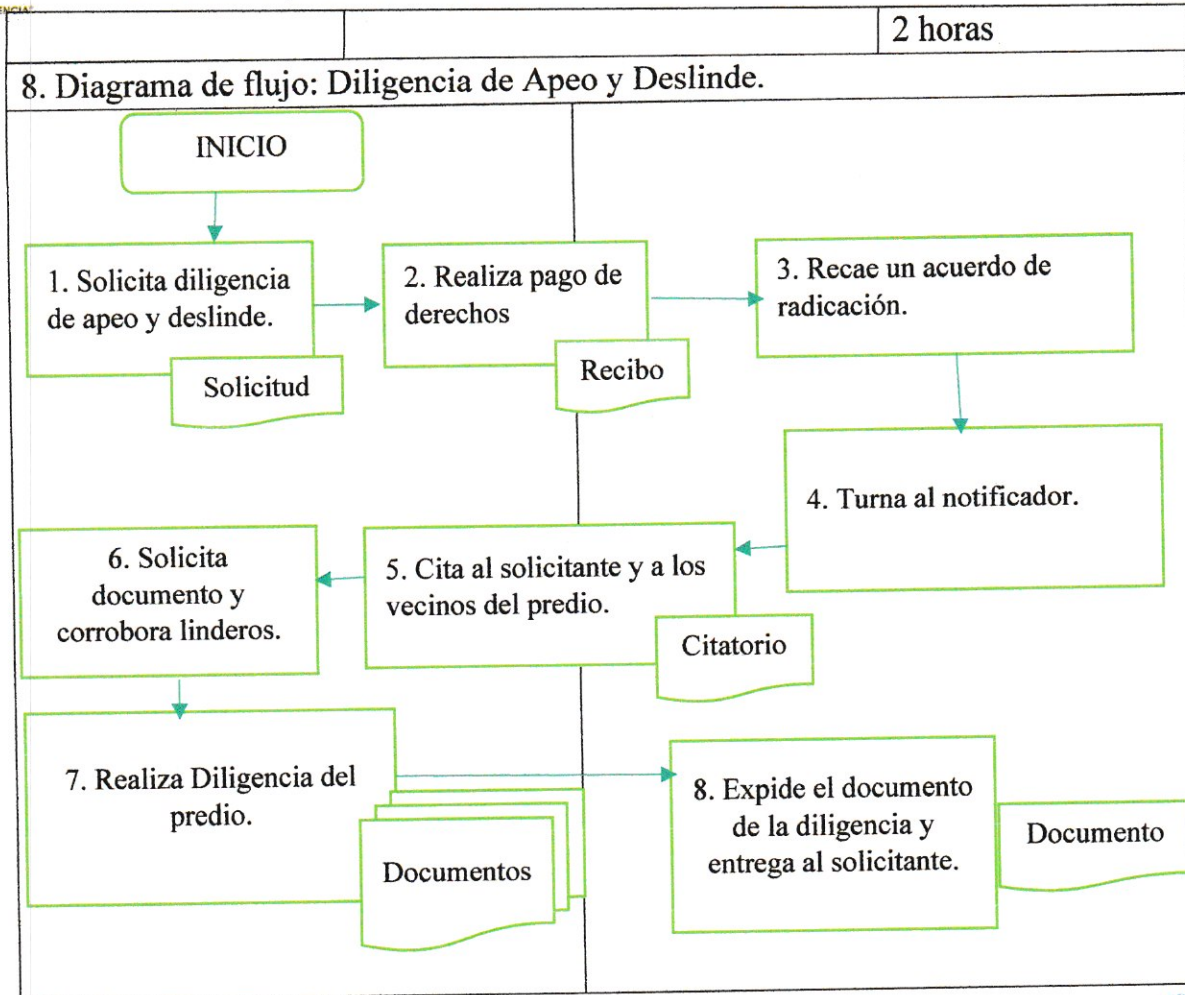 2 horas
8. Diagrama de flujo: Diligencia de Apeo y Deslinde.
INICIO
1. Solicita diligencia
de apeo y deslinde.
Solicitud
2. Realiza pago de
derechos
Recibo
3. Recae un acuerdo de
radicación.
4. Turna al notificador.
5. Cita al solicitante y a los
vecinos del predio.
Citatorio
6. Solicita
documento y
corrobora linderos.
7. Realiza Diligencia del
predio.
Documentos
8. Expide el documento
de la diligencia y
entrega al solicitante.
Documento